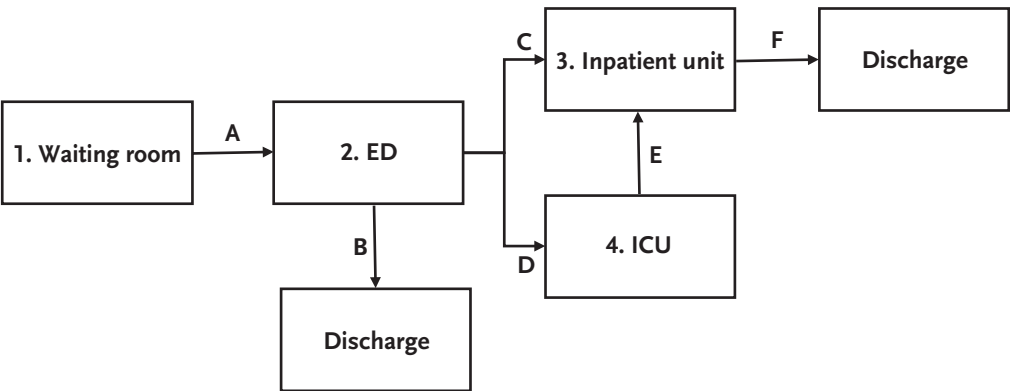 C
3. Inpatient unit
F
Discharge
1. Waiting room
A
2. ED
E
B
D
4. ICU
Discharge